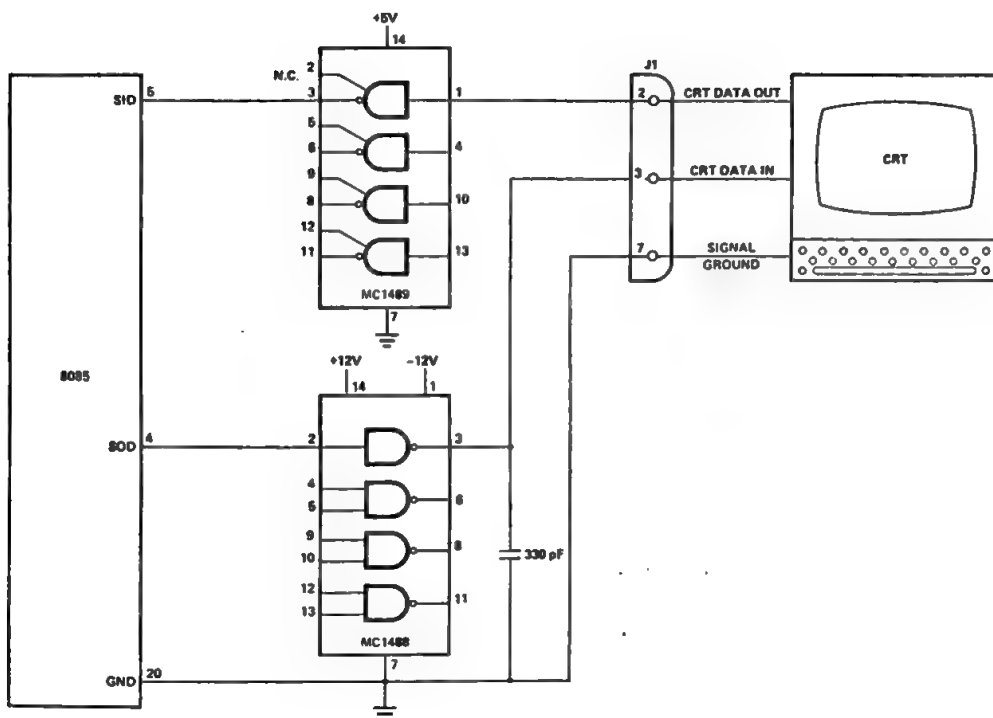 +5V
14
J1
N.C.
2
SID
5
3
1
2
CRT DATA OUT
CRT
5
6
4
3
CRT DATA IN
9
8
10
7
SIGNAL
GROUND
12
11
13
MC1489
7
+12V
-12V
14
1
8085
SOD
4
2
3
4
5
6
9
10
8
330 pF
12
13
11
MC1488
7
GND
20